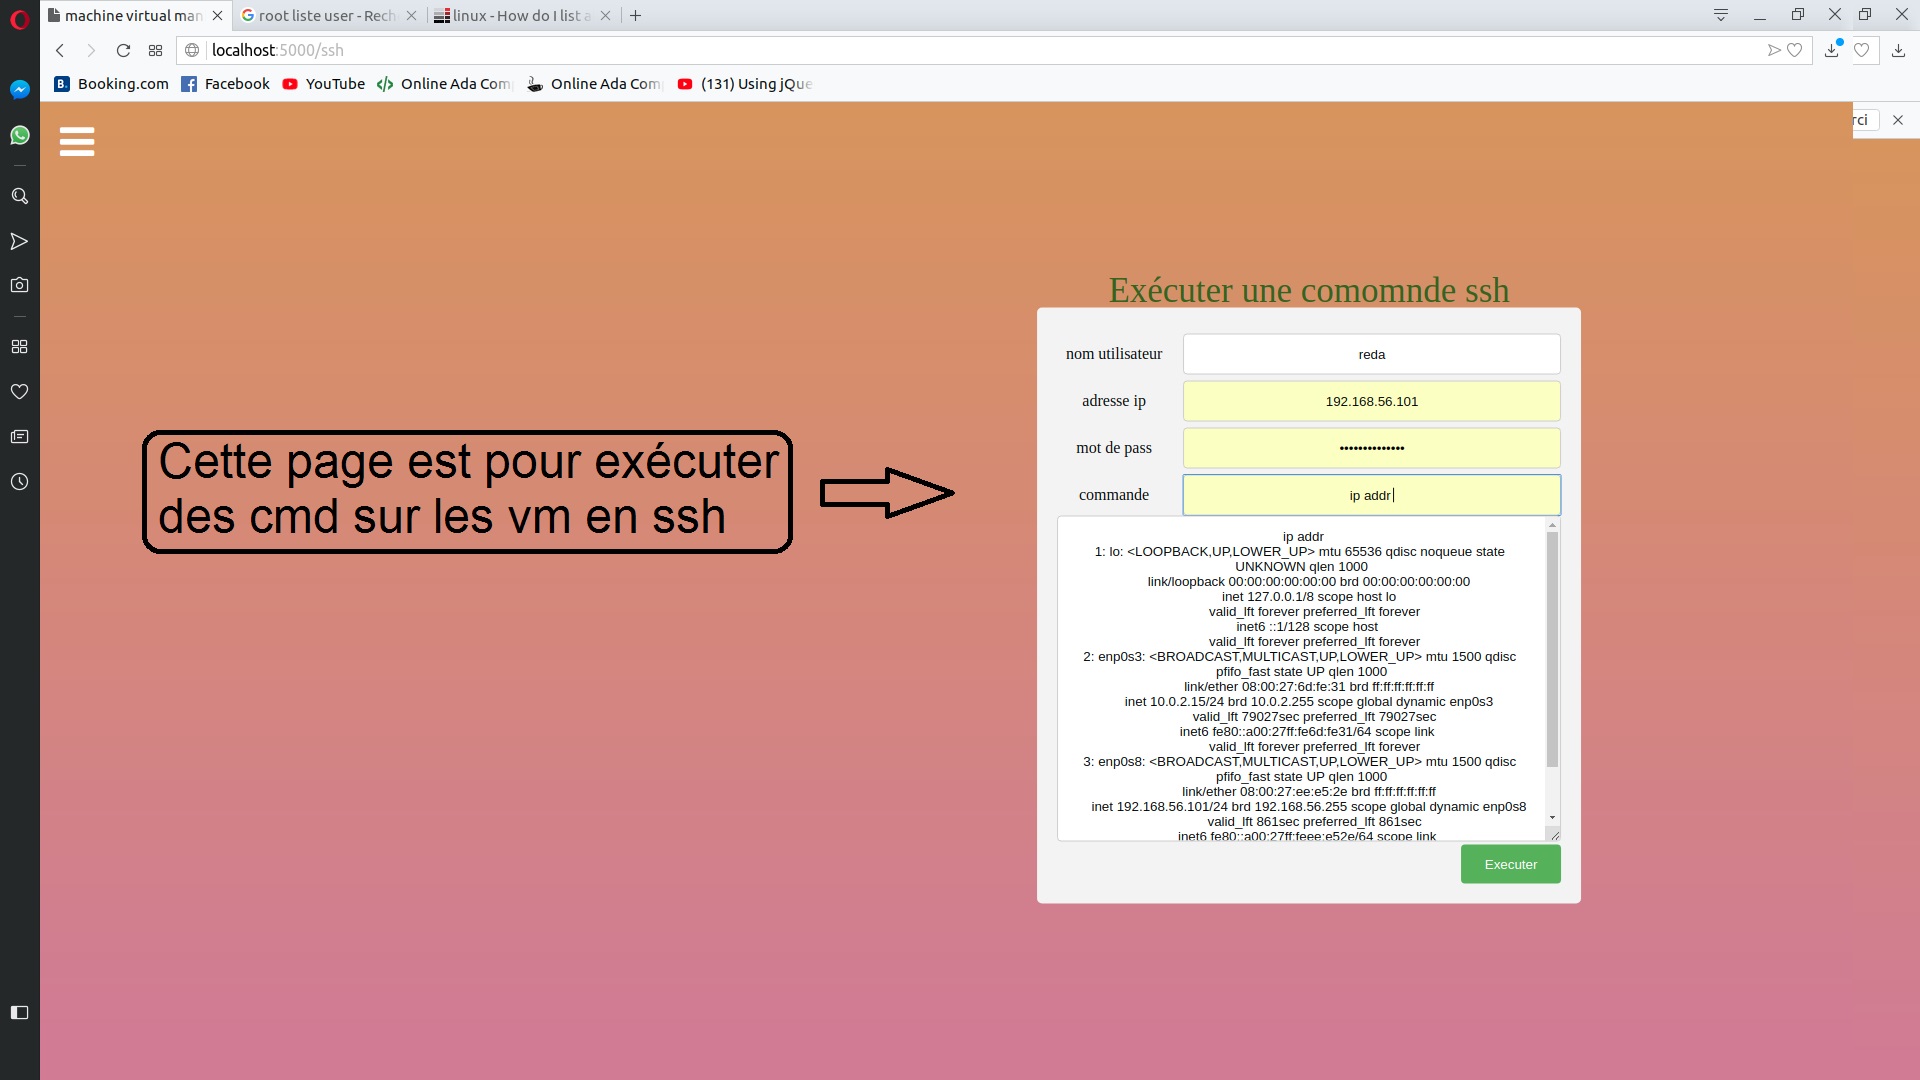 machine virtual man
root liste user - Rech
linux - How do I list a
localhost:5000/ssh
Booking.com
Facebook
YouTube
Online Ada Com
Online Ada Com
(131) Using jQue
rci
Exécuter une comomnde ssh
nom utilisateur
reda
adresse ip
192.168.56.101
mot de pass
••••••••••••••
commande
ip addr
Cette page est pour exécuter
des cmd sur les vm en ssh
ip addr
1: lo: <LOOPBACK,UP,LOWER_UP> mtu 65536 qdisc noqueue state
UNKNOWN qlen 1000
link/loopback 00:00:00:00:00:00 brd 00:00:00:00:00:00
inet 127.0.0.1/8 scope host lo
valid_lft forever preferred_lft forever
inet6 ::1/128 scope host
valid_lft forever preferred_lft forever
2: enp0s3: <BROADCAST,MULTICAST,UP,LOWER_UP> mtu 1500 qdisc
pfifo_fast state UP qlen 1000
link/ether 08:00:27:6d:fe:31 brd ff:ff:ff:ff:ff:ff
inet 10.0.2.15/24 brd 10.0.2.255 scope global dynamic enp0s3
valid_lft 79027sec preferred_lft 79027sec
inet6 fe80::a00:27ff:fe6d:fe31/64 scope link
valid_lft forever preferred_lft forever
3: enp0s8: <BROADCAST,MULTICAST,UP,LOWER_UP> mtu 1500 qdisc
pfifo_fast state UP qlen 1000
link/ether 08:00:27:ee:e5:2e brd ff:ff:ff:ff:ff:ff
inet 192.168.56.101/24 brd 192.168.56.255 scope global dynamic enp0s8
valid_lft 861sec preferred_lft 861sec
inet6 fe80::a00:27ff:feee:e52e/64 scope link
Executer